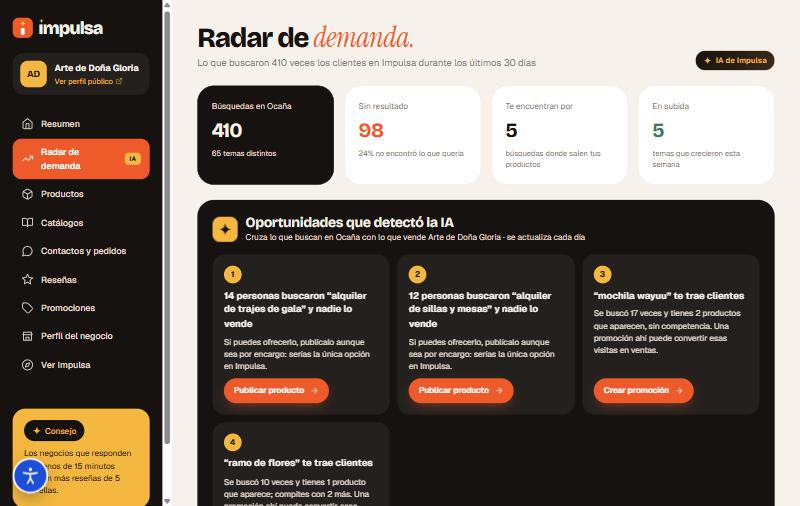 impulsa
AD
Arte de Doña Gloria
Ver perfil público
Resumen
Radar de
demanda
IA
Productos
Catálogos
Contactos y pedidos
Reseñas
Promociones
Perfil del negocio
Ver Impulsa
Consejo
Los negocios que responden
15 minutos
más reseñas de 5
Radar de demanda.
Lo que buscaron 410 veces los clientes en Impulsa durante los últimos 30 días
IA de Impulsa
Búsquedas en Ocaña
410
65 temas distintos
Sin resultado
98
24% no encontró lo que quería
Te encuentran por
5
búsquedas donde salen tus
productos
En subida
5
temas que crecieron esta
semana
Oportunidades que detectó la IA
Cruza lo que buscan en Ocaña con lo que vende Arte de Doña Gloria · se actualiza cada día
1
14 personas buscaron “alquiler
de trajes de gala” y nadie lo
vende
Si puedes ofrecerlo, publícalo aunque
sea por encargo: serías la única opción
en Impulsa.
Publicar producto →
2
12 personas buscaron “alquiler
de sillas y mesas” y nadie lo
vende
Si puedes ofrecerlo, publícalo aunque
sea por encargo: serías la única opción
en Impulsa.
Publicar producto →
3
“mochila wayuu” te trae clientes
Se buscó 17 veces y tienes 2 productos
que aparecen, sin competencia. Una
promoción ahí puede convertir esas
visitas en ventas.
Crear promoción →
4
“ramo de flores” te trae clientes
Se buscó 10 veces y tienes 1 producto
que aparece; compites con 2 más. Una
promoción ahí puede convertir esas